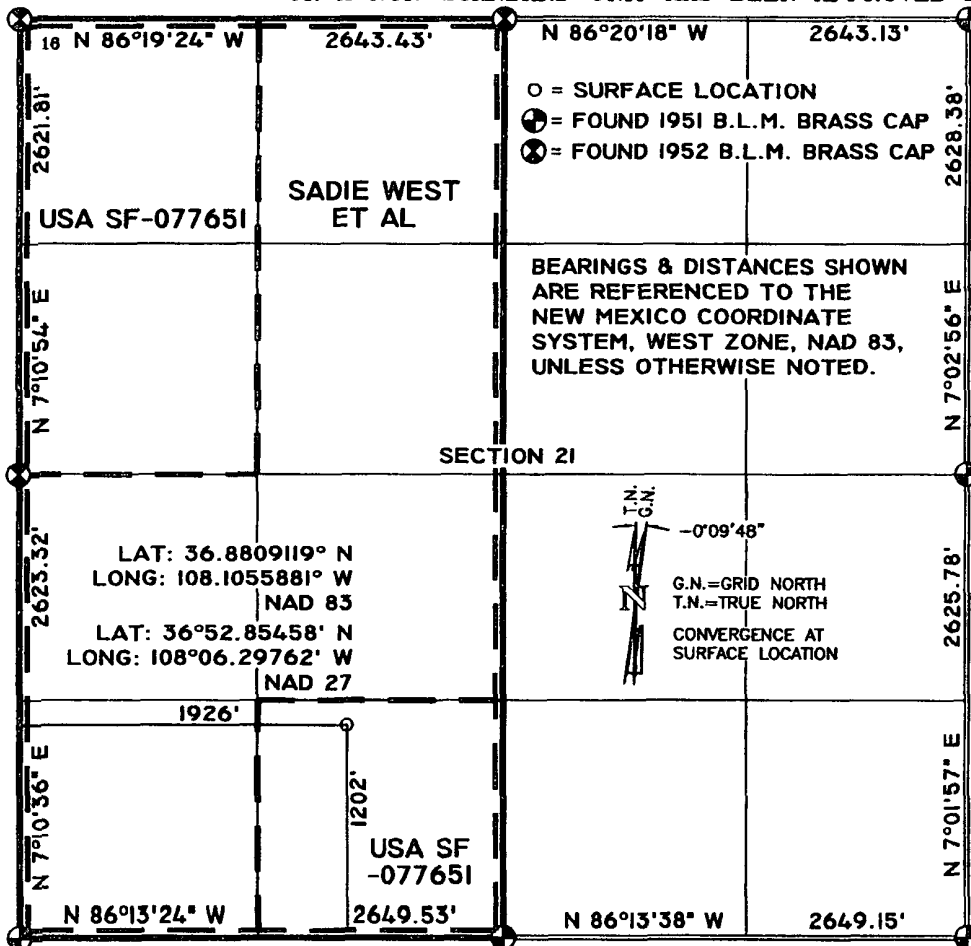 16 N 86°19'24" W 2643.43' N 86°20'18" W 2643.13'
2621.81'
2628.38'
O = SURFACE LOCATION
= FOUND 1951 B.L.M. BRASS CAP
= FOUND 1952 B.L.M. BRASS CAP
SADIE WEST
ET AL
USA SF-077651
BEARINGS & DISTANCES SHOWN
ARE REFERENCED TO THE
NEW MEXICO COORDINATE
SYSTEM, WEST ZONE, NAD 83,
UNLESS OTHERWISE NOTED.
N 7°10'54" E
N 7°02'56" E
SECTION 21
T.N.
G.N.
-0°09'48"
G.N.=GRID NORTH
T.N.=TRUE NORTH
N
CONVERGENCE AT
SURFACE LOCATION
2623.32'
2625.78'
LAT: 36.8809119° N
LONG: 108.1055881° W
NAD 83
LAT: 36°52.85458' N
LONG: 108°06.29762' W
NAD 27
1926'
1202'
N 7°10'36" E
N 7°01'57" E
USA SF
-077651
N 86°13'24" W 2649.53' N 86°13'38" W 2649.15'